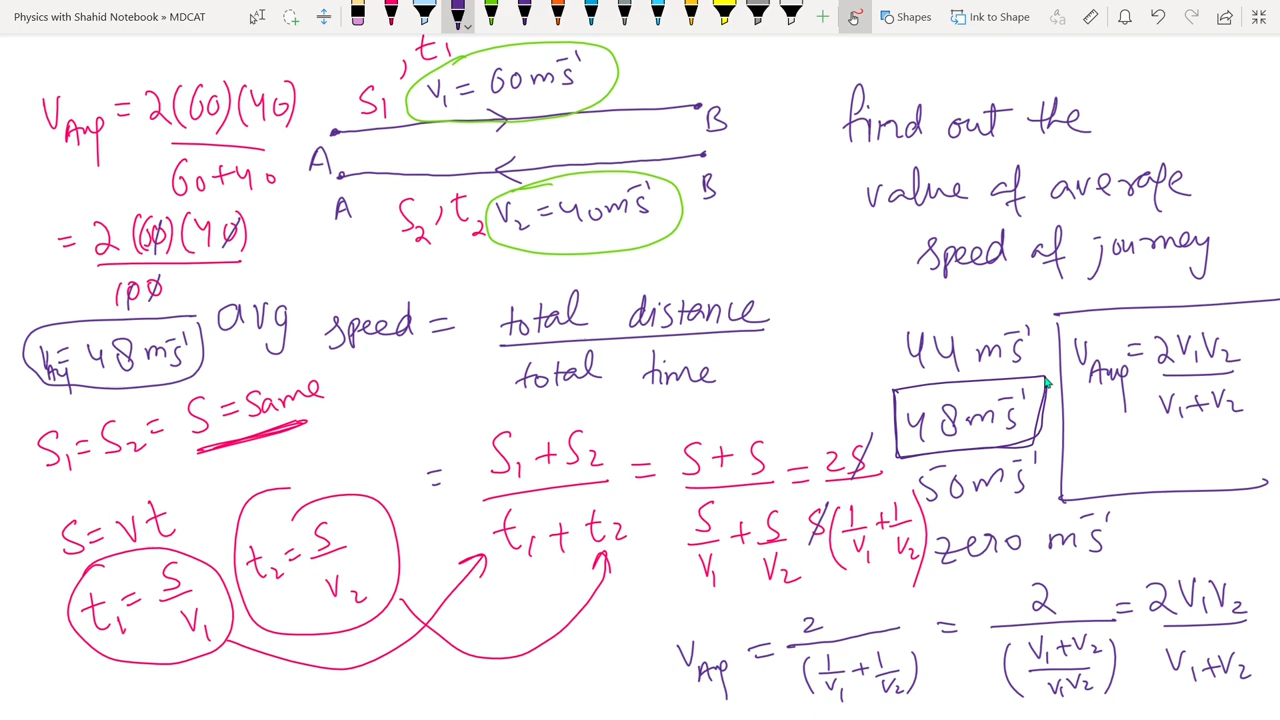 Physics with Shahid Notebook » MDCAT
Shapes
Ink to Shape
S₁ , t₁
V₁ = 60 ms⁻¹
A B
A B
S₂ , t₂ V₂ = 40 ms⁻¹
V = 2(60)(40) / 60+40
= 2(60)(40) / 100
= 48 ms⁻¹
find out the
value of average
speed of journey
44 ms⁻¹
48 ms⁻¹
50 ms⁻¹
zero ms⁻¹
avg speed = total distance / total time
S₁ = S₂ = S = same
= S₁ + S₂ / t₁ + t₂ = S + S / S/V₁ + S/V₂ = 2S / S(1/V₁ + 1/V₂)
S = vt
t₁ = S/V₁
t₂ = S/V₂
V = 2V₁V₂ / V₁+V₂
V = 2 / (1/V₁ + 1/V₂) = 2 / (V₁+V₂ / V₁V₂) = 2V₁V₂ / V₁+V₂